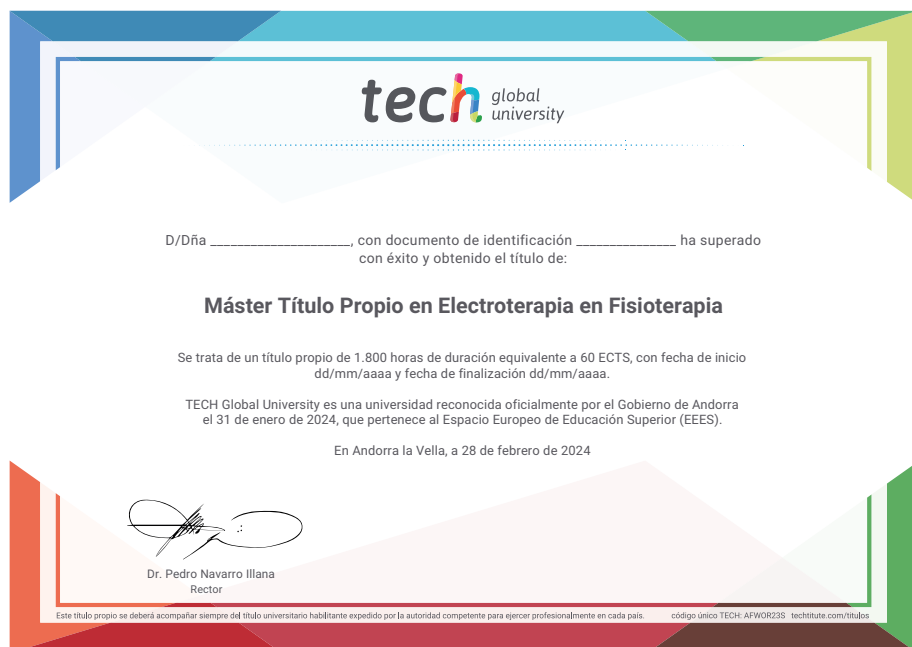 tech global
university
D/Dña _____________________, con documento de identificación _______________ ha superado
con éxito y obtenido el título de:
Máster Título Propio en Electroterapia en Fisioterapia
Se trata de un título propio de 1.800 horas de duración equivalente a 60 ECTS, con fecha de inicio
dd/mm/aaaa y fecha de finalización dd/mm/aaaa.
TECH Global University es una universidad reconocida oficialmente por el Gobierno de Andorra
el 31 de enero de 2024, que pertenece al Espacio Europeo de Educación Superior (EEES).
En Andorra la Vella, a 28 de febrero de 2024
Dr. Pedro Navarro Illana
Rector
Este título propio se deberá acompañar siempre del título universitario habilitante expedido por la autoridad competente para ejercer profesionalmente en cada país. código único TECH: AFWOR23S techtitute.com/titulos